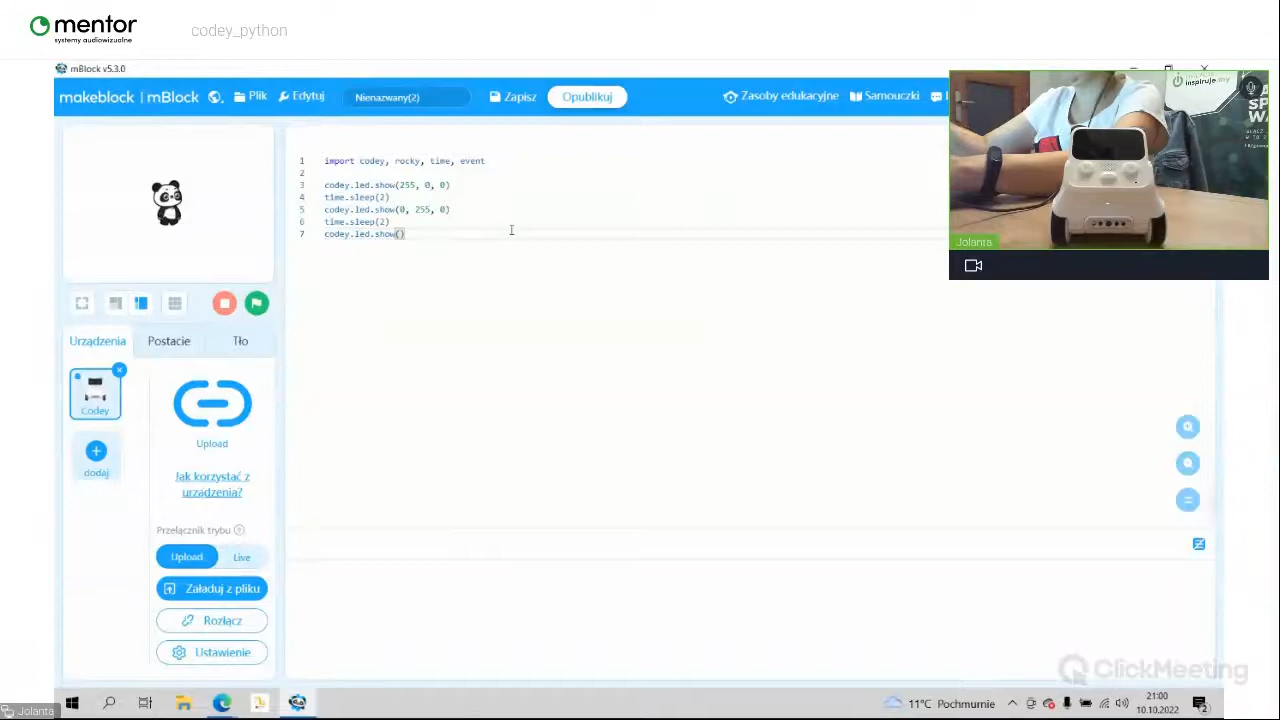 mentor
systemy audiowizualne
codey_python
mBlock v5.3.0
makeblock | mBlock
Plik
Edytuj
Nienazwany(2)
Zapisz
Opublikuj
Zasoby edukacyjne
Samouczki
inspiruje.my
Jolanta
1 import codey, rocky, time, event
2
3 codey.led.show(255, 0, 0)
4 time.sleep(2)
5 codey.led.show(0, 255, 0)
6 time.sleep(2)
7 codey.led.show()
Urządzenia
Postacie
Tło
Codey
dodaj
Upload
Jak korzystać z
urządzenia?
Przełącznik trybu
Upload
Live
Załaduj z pliku
Rozłącz
Ustawienie
ClickMeeting
Jolanta
11°C Pochmurnie
21:00
10.10.2022
2